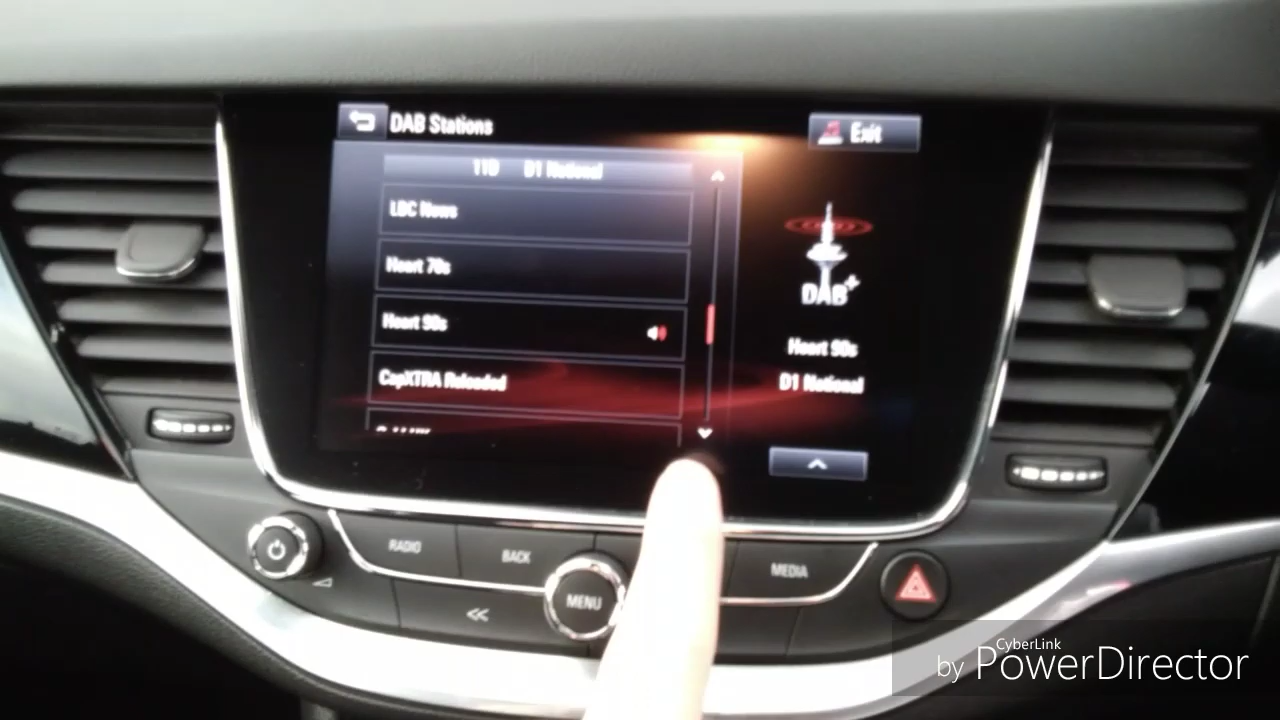 DAB Stations
Exit
11D D1 National
LBC News
Heart 70s
Heart 90s
CapXTRA Reloaded
DAB+
Heart 90s
D1 National
RADIO
BACK
MENU
MEDIA
CyberLink
by PowerDirector